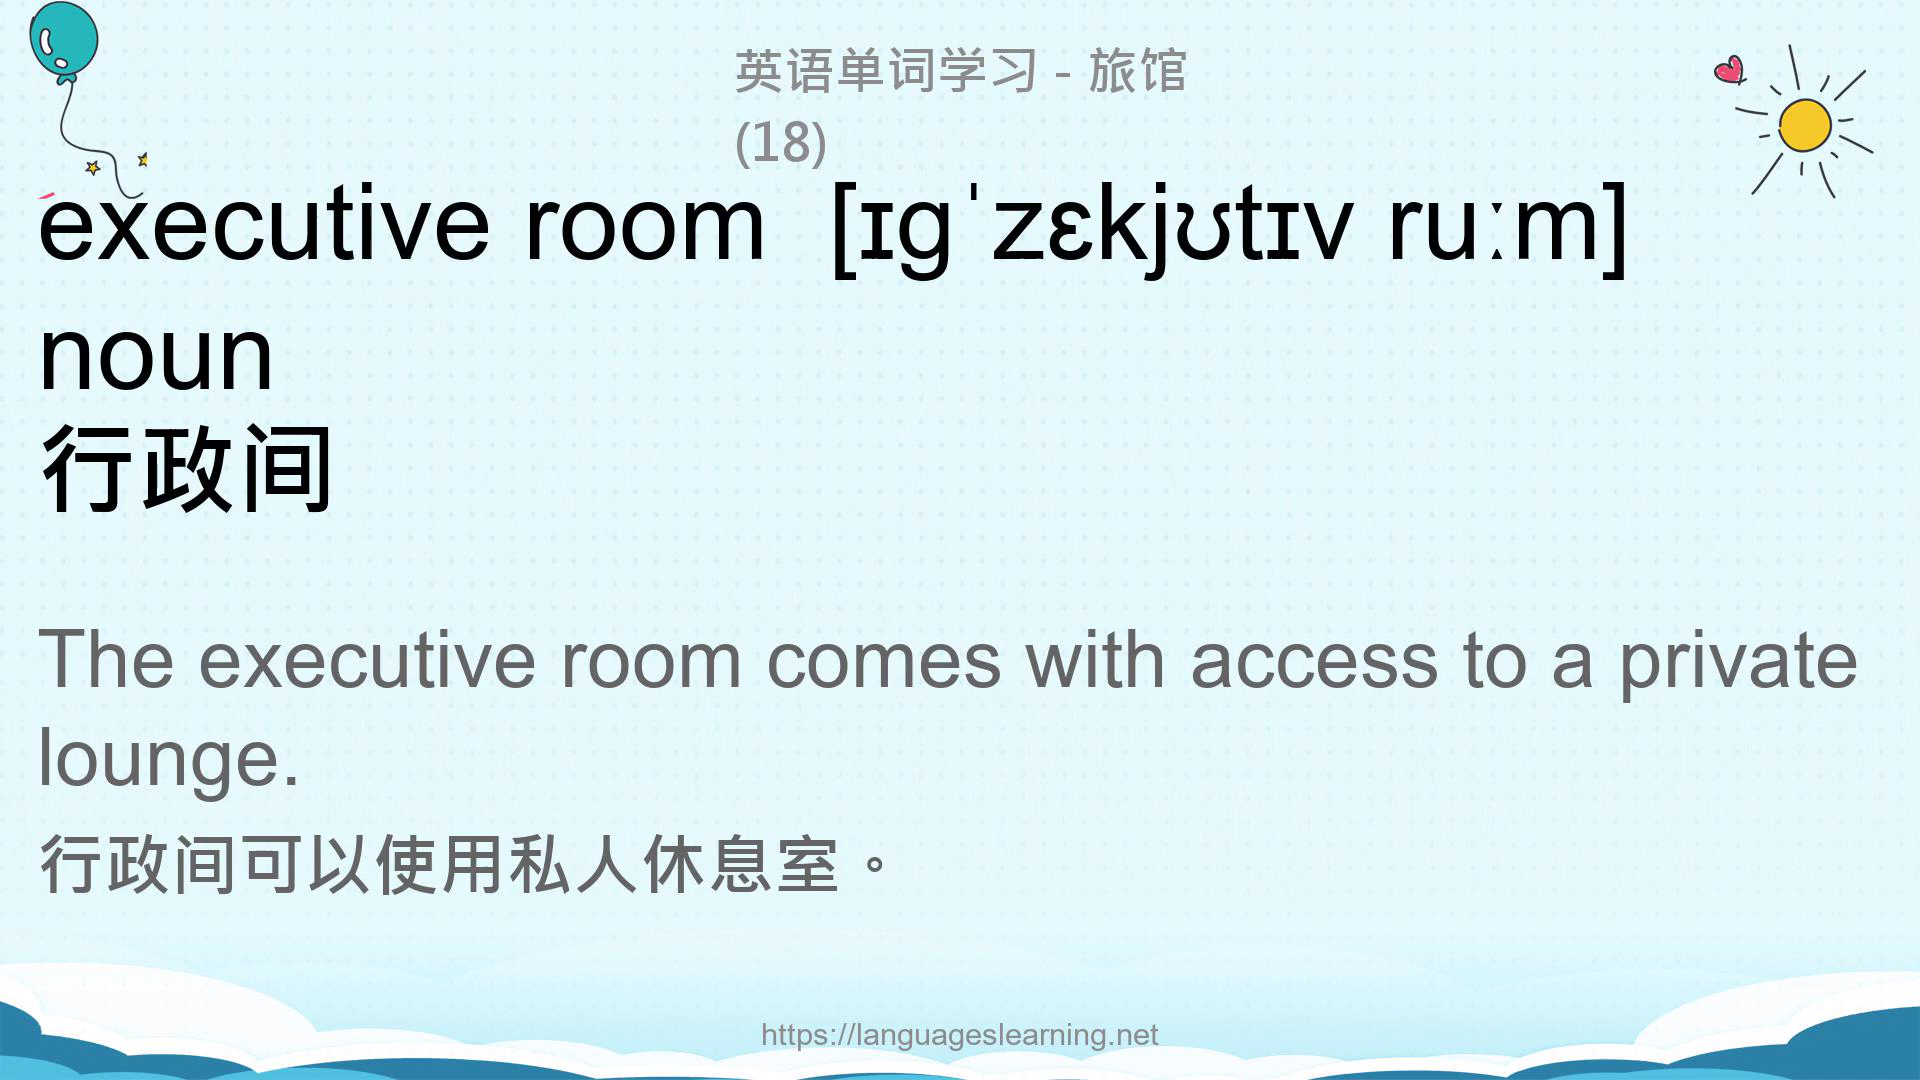 英语单词学习 - 旅馆
(18)
executive room  [ɪɡˈzɛkjʊtɪv ruːm]
noun
行政间
The executive room comes with access to a private
lounge.
行政间可以使用私人休息室。
https://languageslearning.net